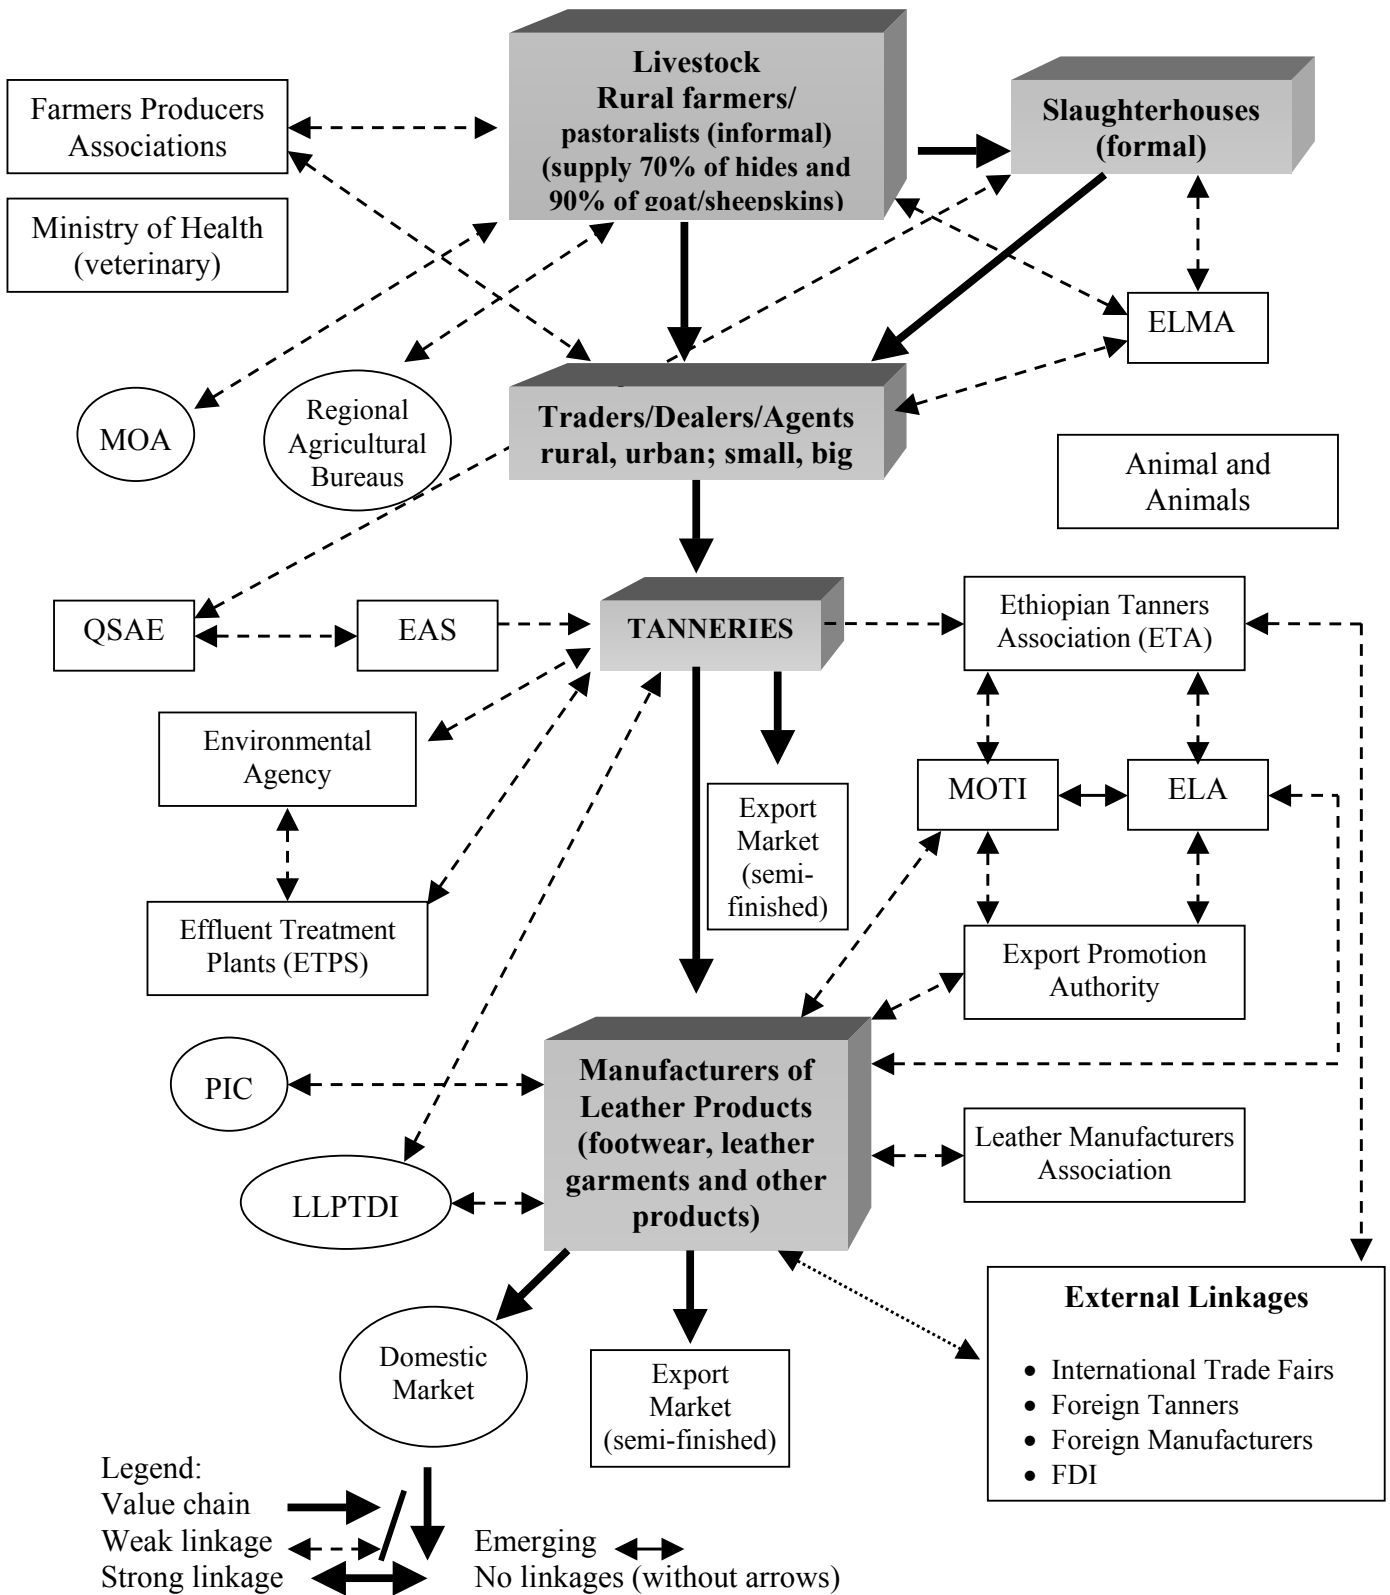 Livestock
Rural farmers/
pastoralists (informal)
(supply 70% of hides and
90% of goat/sheepskins)
Slaughterhouses
(formal)
Farmers Producers
Associations
Ministry of Health
(veterinary)
ELMA
MOA
Regional
Agricultural
Bureaus
Traders/Dealers/Agents
rural, urban; small, big
Animal and
Animals
QSAE
EAS
TANNERIES
Ethiopian Tanners
Association (ETA)
Environmental
Agency
Export
Market
(semi-
finished)
MOTI
ELA
Effluent Treatment
Plants (ETPS)
Export Promotion
Authority
PIC
Manufacturers of
Leather Products
(footwear, leather
garments and other
products)
Leather Manufacturers
Association
LLPTDI
External Linkages
• International Trade Fairs
• Foreign Tanners
• Foreign Manufacturers
• FDI
Domestic
Market
Export
Market
(semi-finished)
Legend:
Value chain
Weak linkage
Strong linkage
Emerging
No linkages (without arrows)